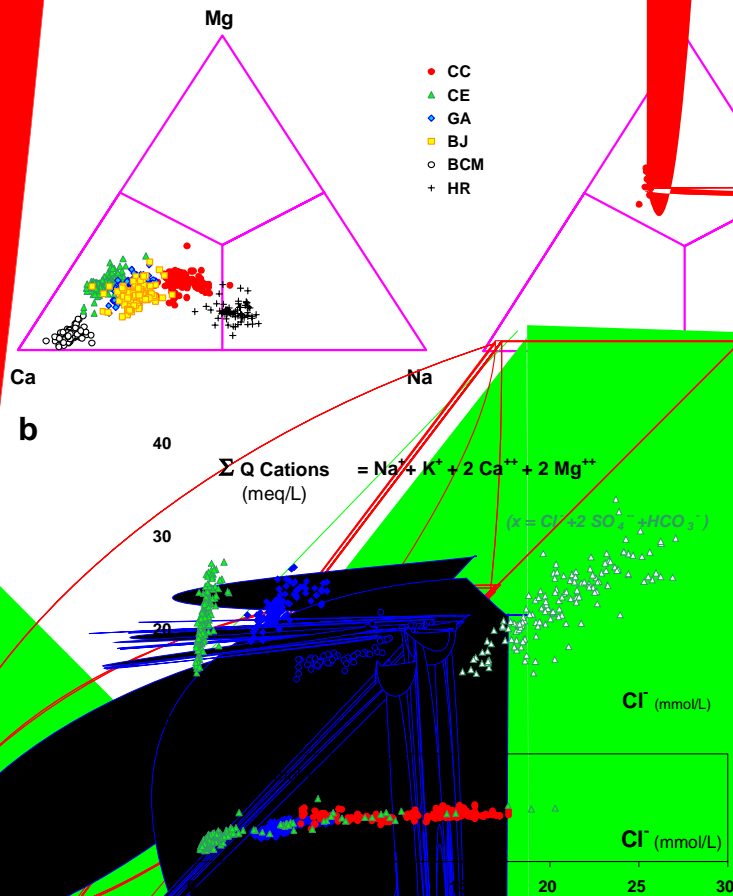 Mg
CC
CE
GA
BJ
BCM
HR
Ca
Na
b
40
Σ Q Cations = Na⁺ + K⁺ + 2 Ca⁺⁺ + 2 Mg⁺⁺
(meq/L)
(x = Cl⁻+2 SO₄⁻ +HCO₃⁻)
30
20
Cl⁻ (mmol/L)
Cl⁻ (mmol/L)
20 25 30